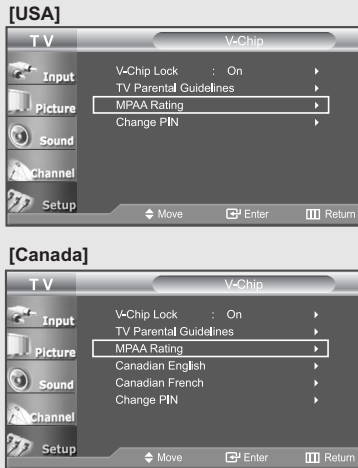 [USA]
T V
V-Chip
Input
Picture
Sound
Channel
Setup
V-Chip Lock : On
TV Parental Guidelines
MPAA Rating
Change PIN
Move
Enter
Return
[Canada]
T V
V-Chip
Input
Picture
Sound
Channel
Setup
V-Chip Lock : On
TV Parental Guidelines
MPAA Rating
Canadian English
Canadian French
Change PIN
Move
Enter
Return